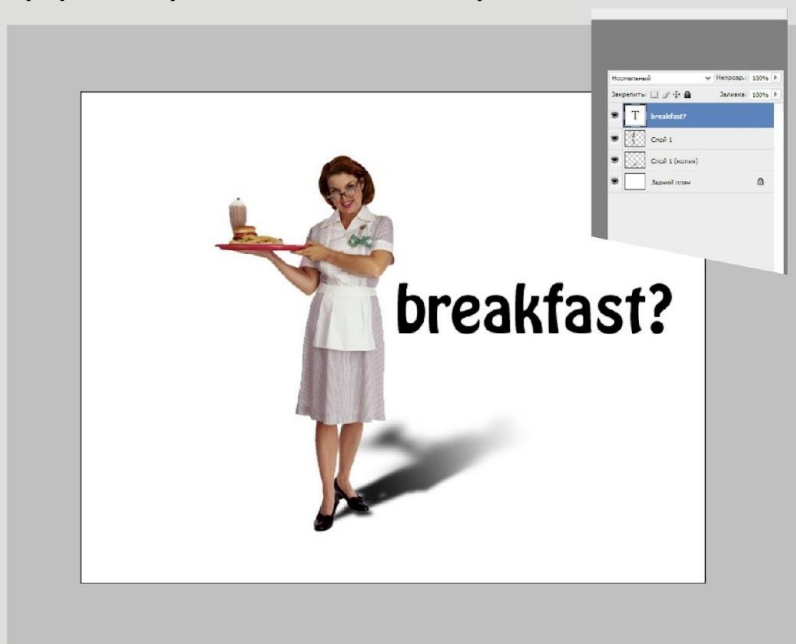 Нормальный Непрозр.: 100%
Закрепить: Заливка: 100%
T breakfast?
Слой 1
Слой 1 (копия)
Задний план
breakfast?